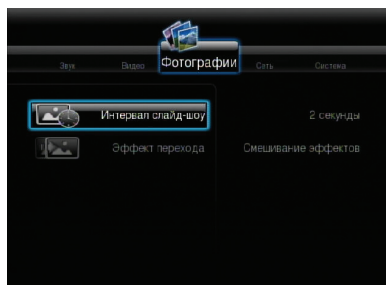 Звук Видео Фотографии Сеть Система
Интервал слайд-шоу 2 секунды
Эффект перехода Смешивание эффектов